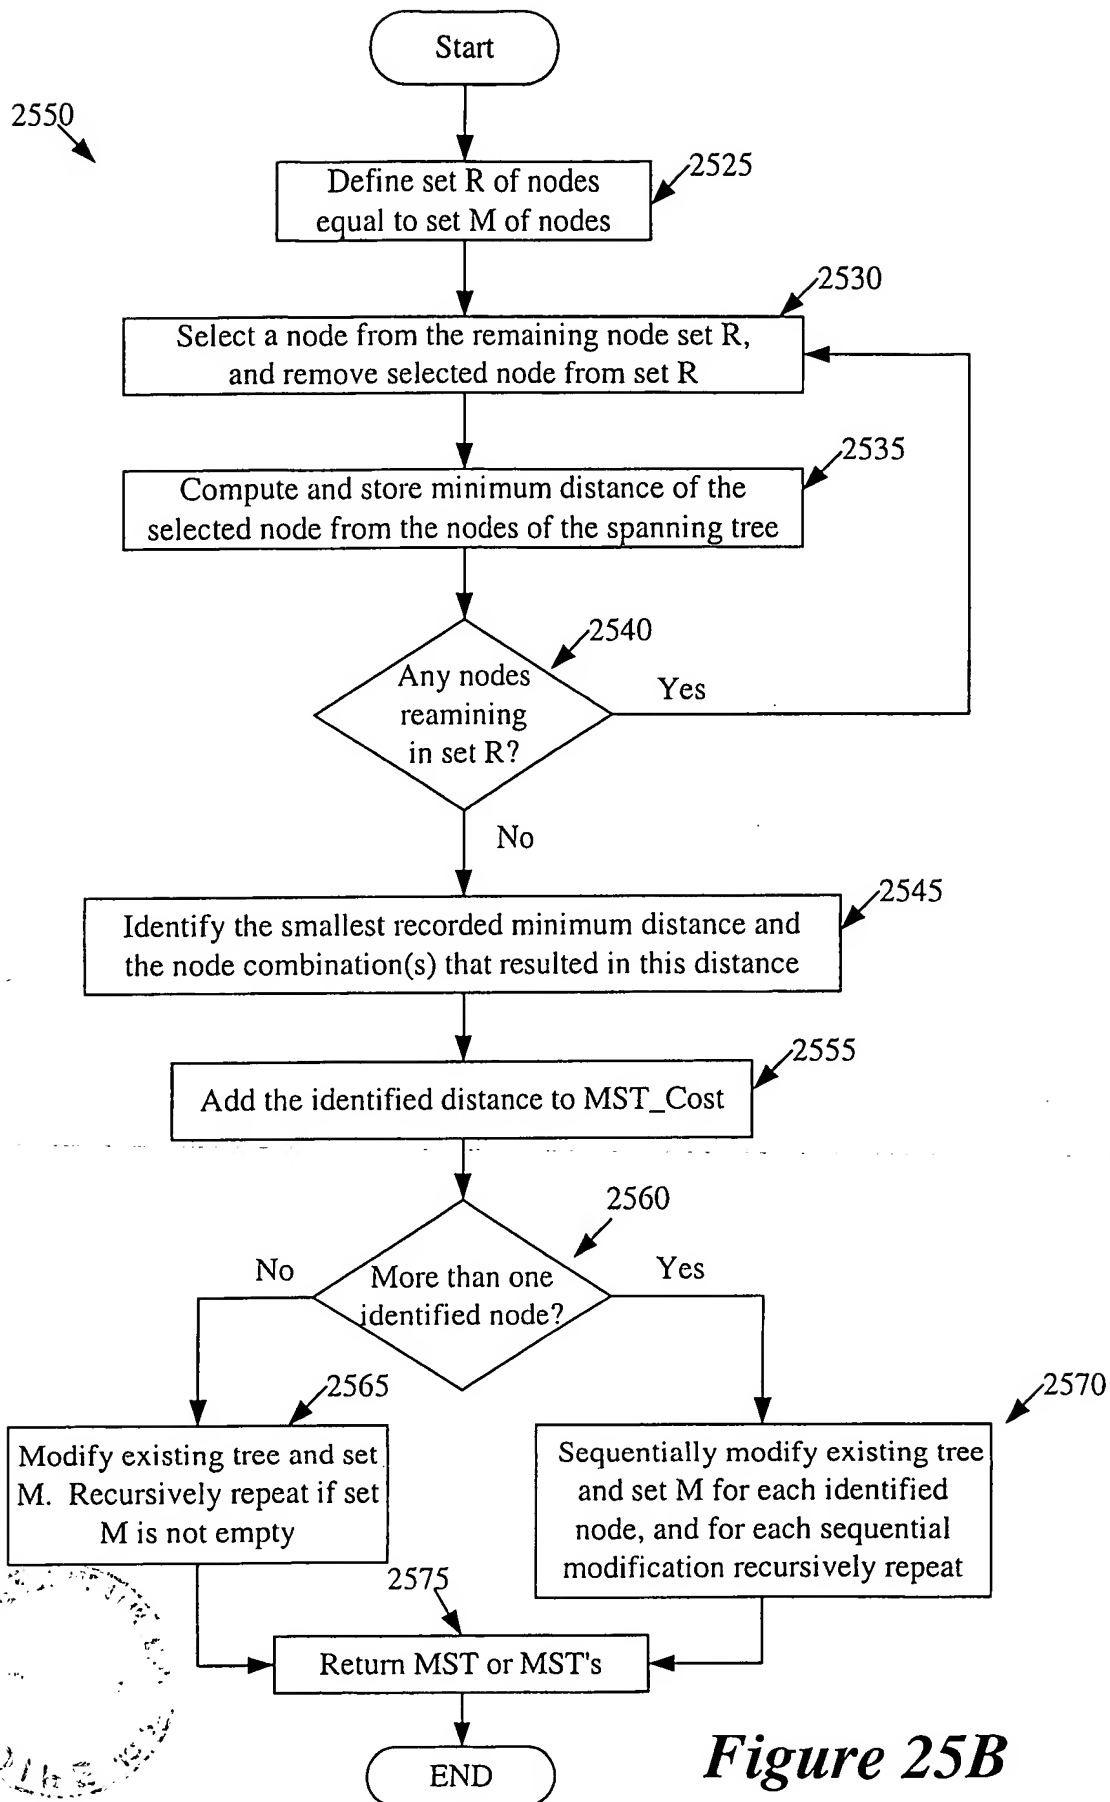 Start
2550
2525
Define set R of nodes
equal to set M of nodes
2530
Select a node from the remaining node set R,
and remove selected node from set R
2535
Compute and store minimum distance of the
selected node from the nodes of the spanning tree
2540
Any nodes
reamining
in set R?
Yes
No
2545
Identify the smallest recorded minimum distance and
the node combination(s) that resulted in this distance
2555
Add the identified distance to MST_Cost
2560
No
More than one
identified node?
Yes
2565
2570
Modify existing tree and set
M. Recursively repeat if set
M is not empty
Sequentially modify existing tree
and set M for each identified
node, and for each sequential
modification recursively repeat
2575
Return MST or MST's
END
Figure 25B